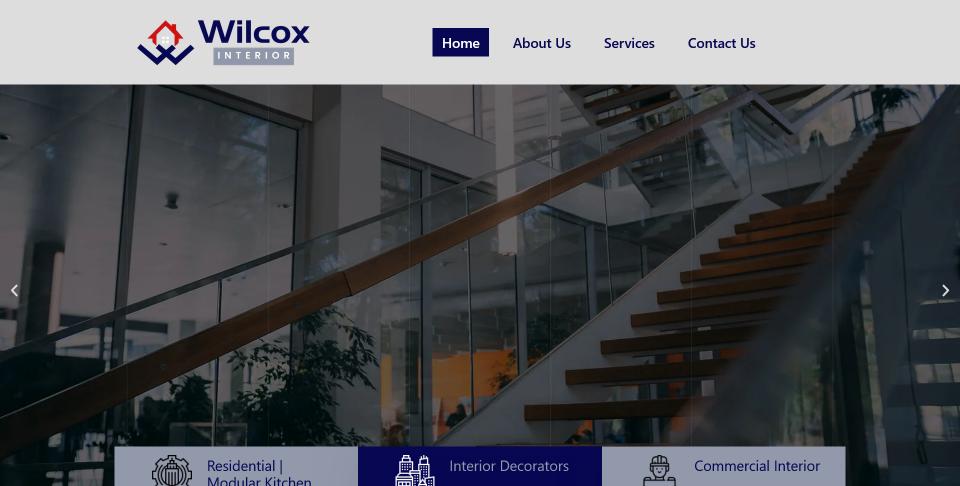 Wilcox
INTERIOR
Home
About Us
Services
Contact Us
Residential |
Modular Kitchen
Interior Decorators
Commercial Interior